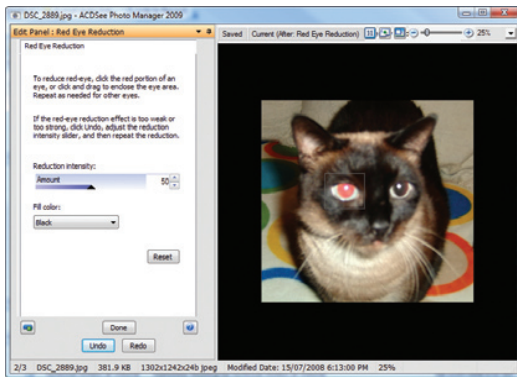 DSC_2889.jpg - ACDSee Photo Manager 2009
Edit Panel : Red Eye Reduction
Saved Current (After: Red Eye Reduction) 25%
Red Eye Reduction
To reduce red-eye, click the red portion of an
eye, or click and drag to enclose the eye area.
Repeat as needed for other eyes.
If the red-eye reduction effect is too weak or
too strong, click Undo, adjust the reduction
intensity slider, and then repeat the reduction.
Reduction intensity:
Amount 50
Fill color:
Black
Reset
Done
Undo Redo
2/3 DSC_2889.jpg 381.9 KB 1302x1242x24b jpeg Modified Date: 15/07/2008 6:13:00 PM 25%